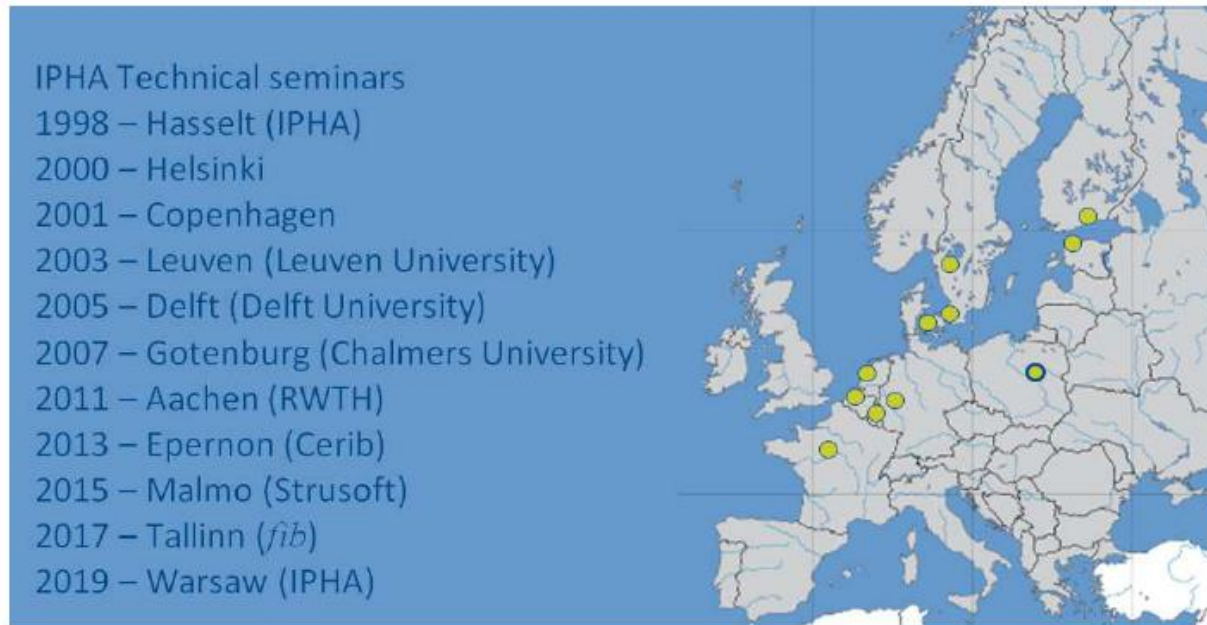 IPHA Technical seminars
1998 – Hasselt (IPHA)
2000 – Helsinki
2001 – Copenhagen
2003 – Leuven (Leuven University)
2005 – Delft (Delft University)
2007 – Gotenburg (Chalmers University)
2011 – Aachen (RWTH)
2013 – Epernon (Cerib)
2015 – Malmo (Strusoft)
2017 – Tallinn (fib)
2019 – Warsaw (IPHA)